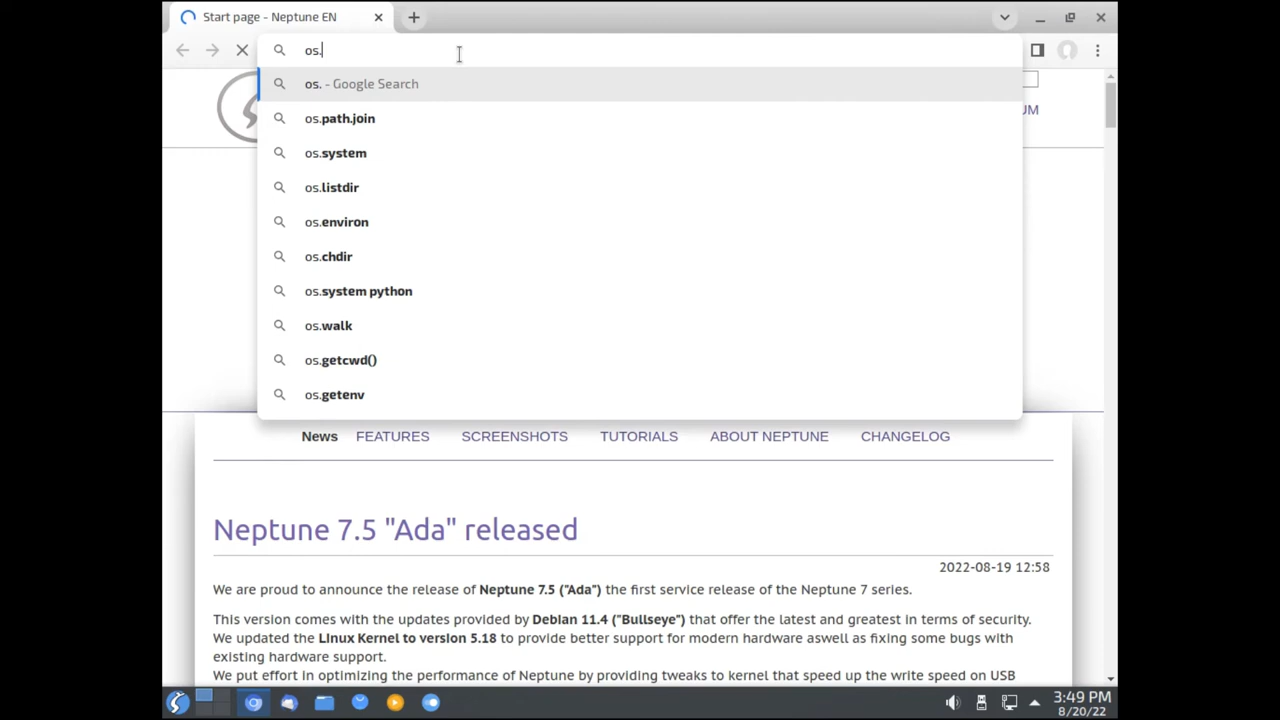 Start page - Neptune EN
os.
os. - Google Search
os.path.join
os.system
os.listdir
os.environ
os.chdir
os.system python
os.walk
os.getcwd()
os.getenv
UM
News FEATURES SCREENSHOTS TUTORIALS ABOUT NEPTUNE CHANGELOG
Neptune 7.5 "Ada" released
2022-08-19 12:58
We are proud to announce the release of Neptune 7.5 ("Ada") the first service release of the Neptune 7 series.
This version comes with the updates provided by Debian 11.4 ("Bullseye") that offer the latest and greatest in terms of security.
We updated the Linux Kernel to version 5.18 to provide better support for modern hardware aswell as fixing some bugs with
existing hardware support.
We put effort in optimizing the performance of Neptune by providing tweaks to kernel that speed up the write speed on USB
3:49 PM
8/20/22